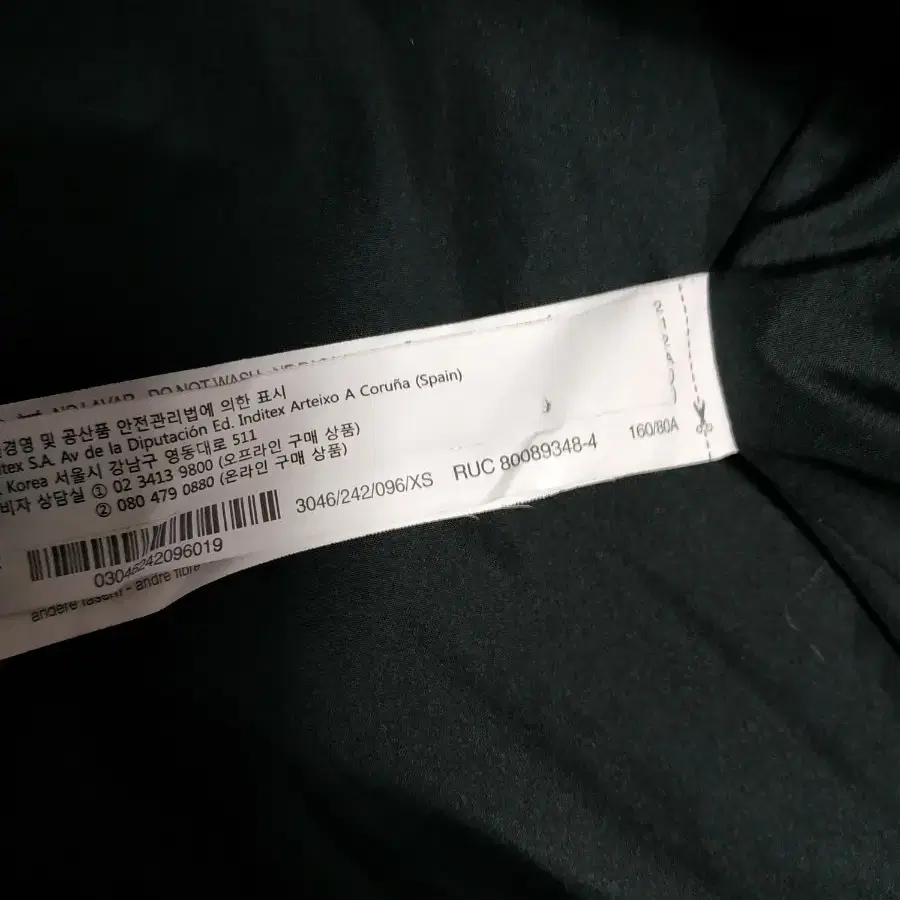 NO LAVAR DO NOT WASH
경영 및 공산품 안전관리법에 의한 표시
itex S.A. Av de la Diputación Ed. Inditex Arteixo A Coruña (Spain)
Korea 서울시 강남구 영동대로 511
비자 상담실 ① 02 3413 9800 (오프라인 구매 상품)
② 080 479 0880 (온라인 구매 상품)
3046/242/096/XS RUC 80089348-4 160/80A
03046242096019
andere fasern - andre fibre